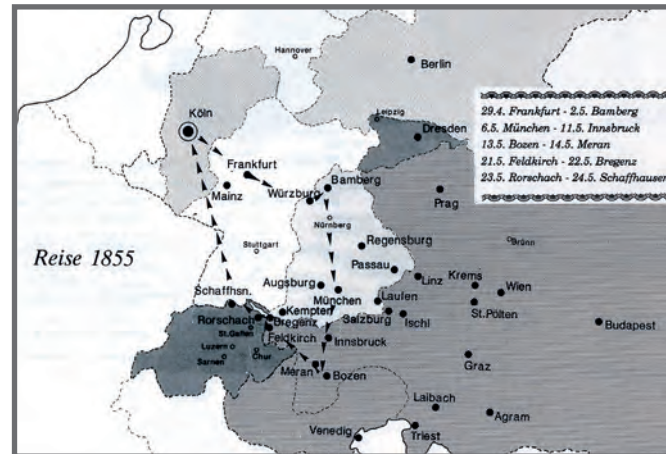 Hannover
Berlin
Köln
Leipzig
Dresden
29.4. Frankfurt - 2.5. Bamberg
6.5. München - 11.5. Innsbruck
13.5. Bozen - 14.5. Meran
21.5. Feldkirch - 22.5. Bregenz
23.5. Rorschach - 24.5. Schaffhausen
Frankfurt
Mainz
Würzburg
Bamberg
Prag
Nürnberg
Brünn
Reise 1855
Stuttgart
Regensburg
Passau
Linz
Krems
Wien
Augsburg
München
Laufen
St.Pölten
Schaffhsn.
Kempten
Salzburg
Ischl
Budapest
Rorschach
Bregenz
St.Gallen
Feldkirch
Innsbruck
Luzern
Sarnen
Chur
Meran
Bozen
Graz
Laibach
Agram
Venedig
Triest